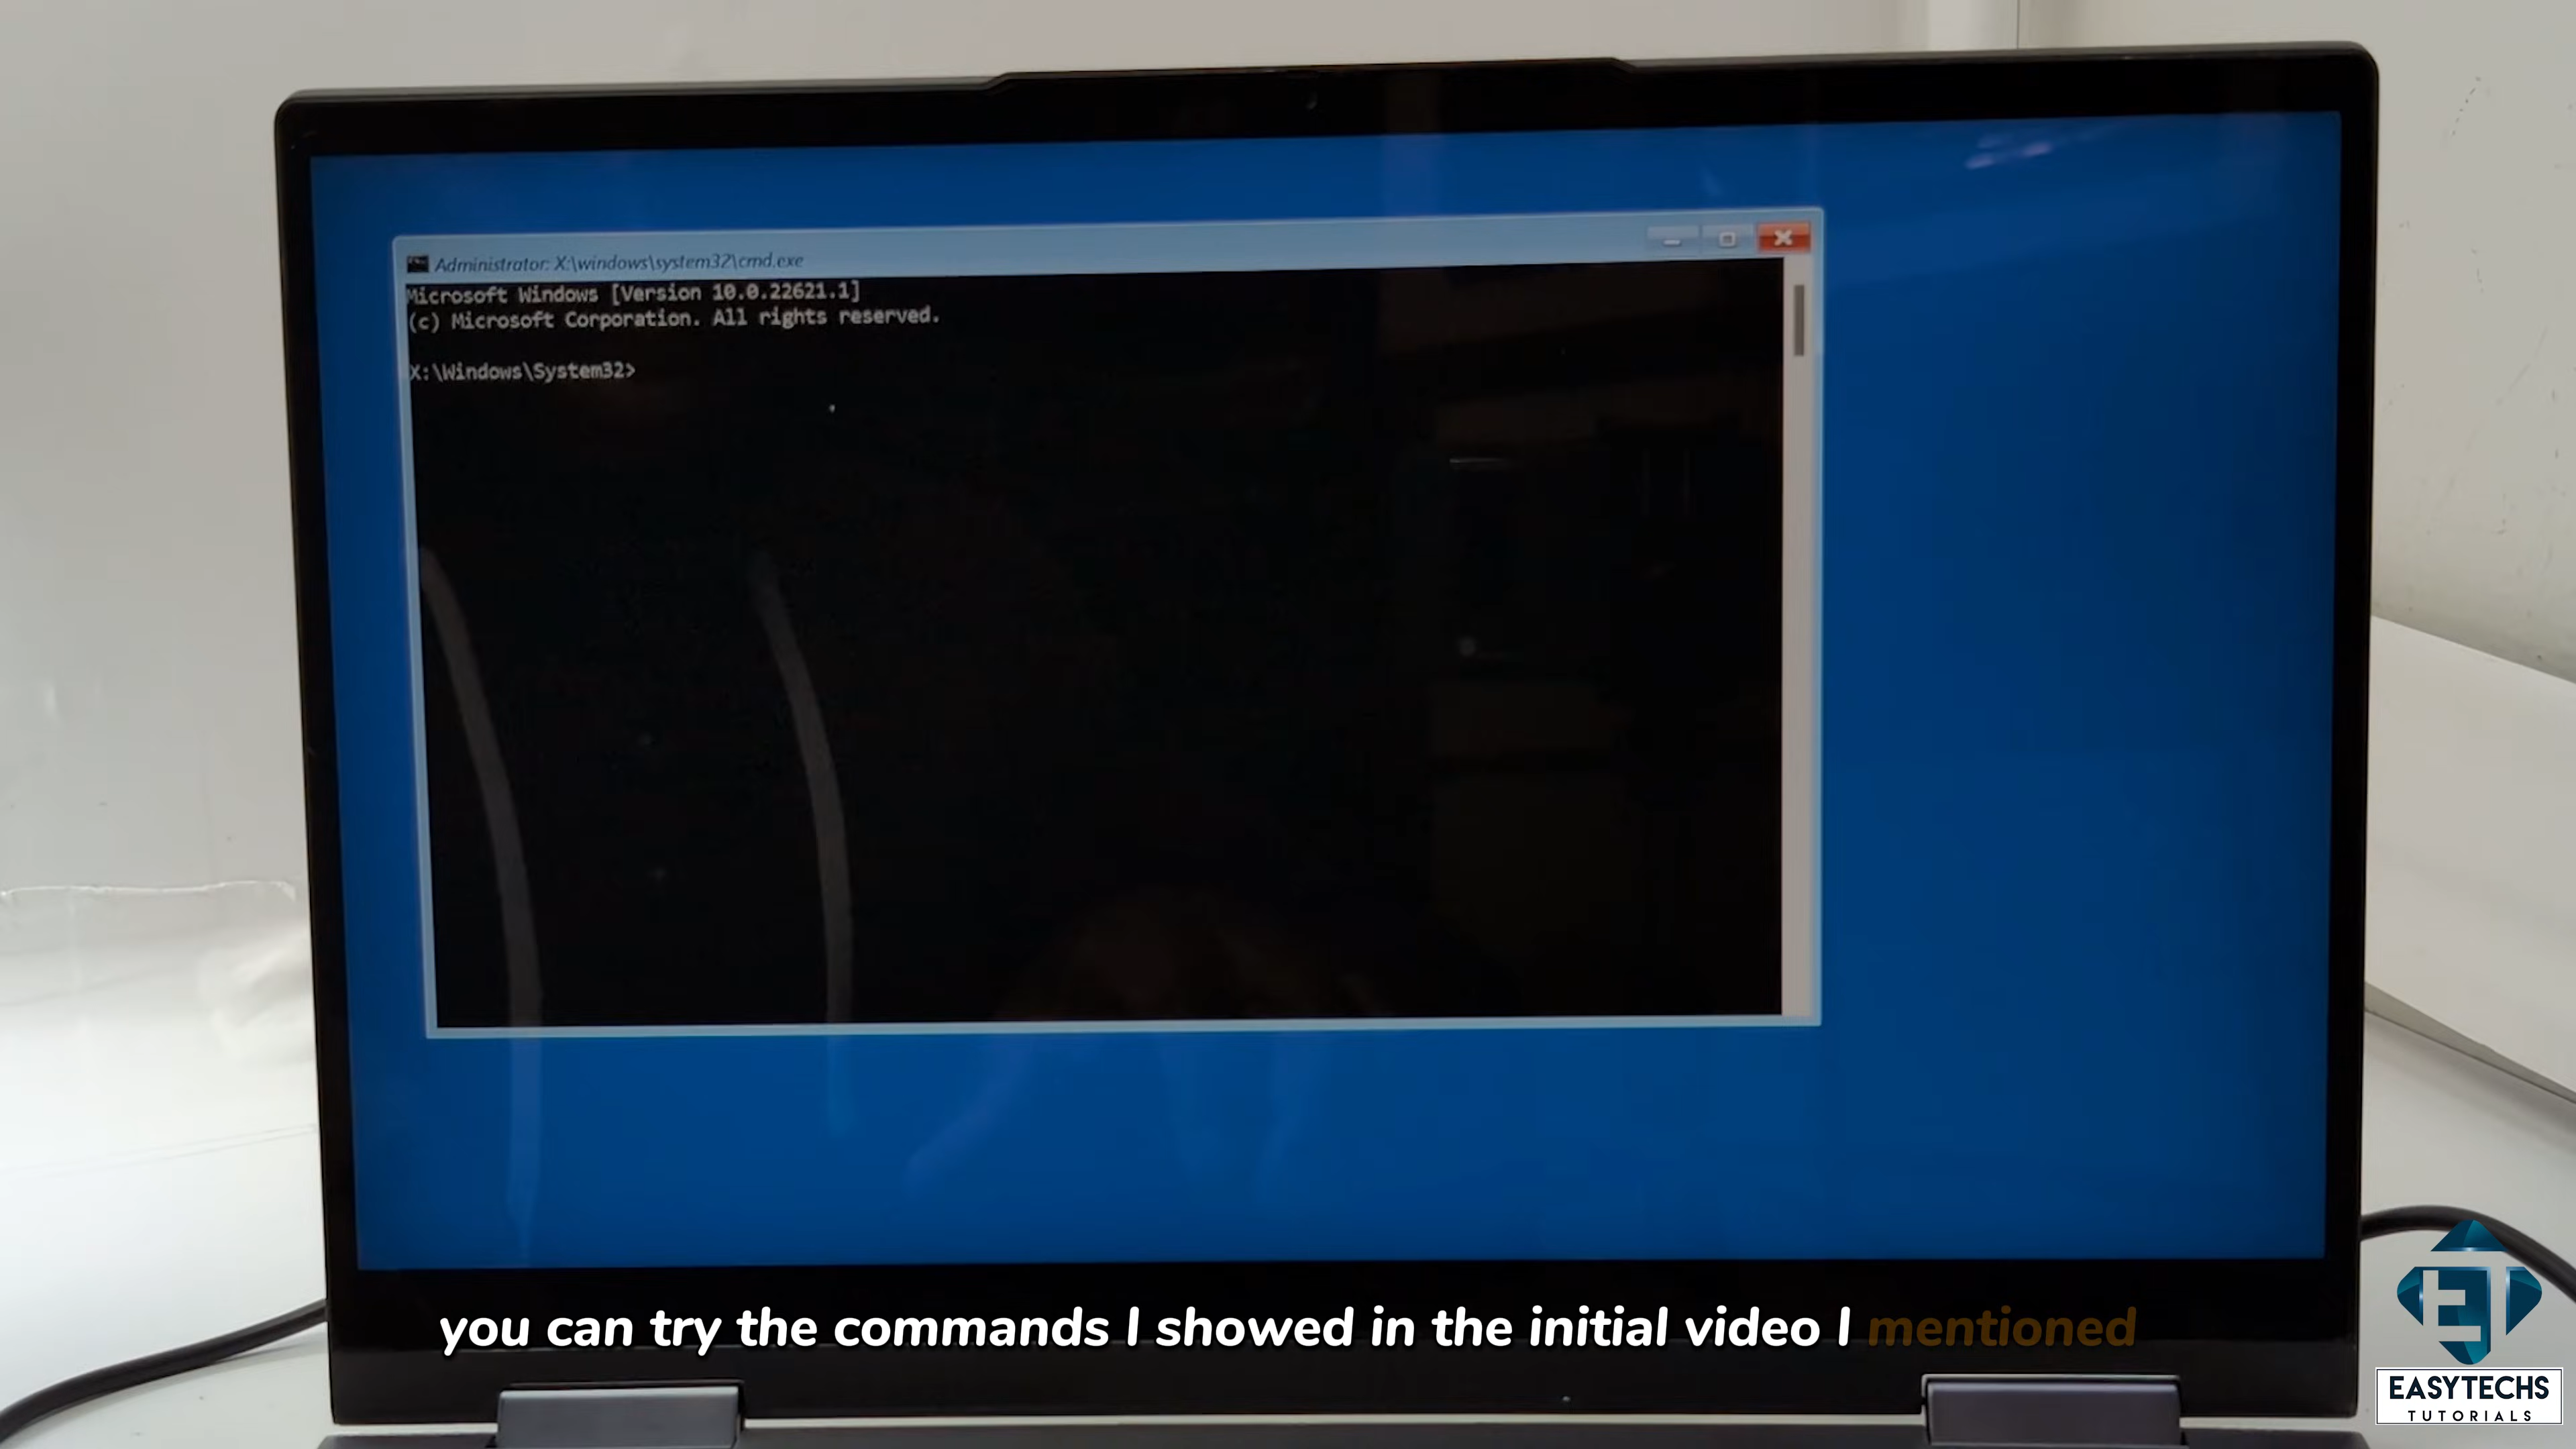 Administrator: X:\windows\system32\cmd.exe
Microsoft Windows [Version 10.0.22621.1]
(c) Microsoft Corporation. All rights reserved.
X:\Windows\System32>
you can try the commands I showed in the initial video I mentioned
EASYTECHS
TUTORIALS